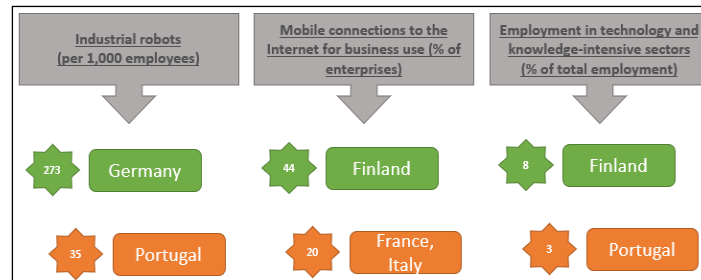 Industrial robots
(per 1,000 employees)
Mobile connections to the
Internet for business use (% of
enterprises)
Employment in technology and
knowledge-intensive sectors
(% of total employment)
273
Germany
44
Finland
8
Finland
35
Portugal
20
France,
Italy
3
Portugal